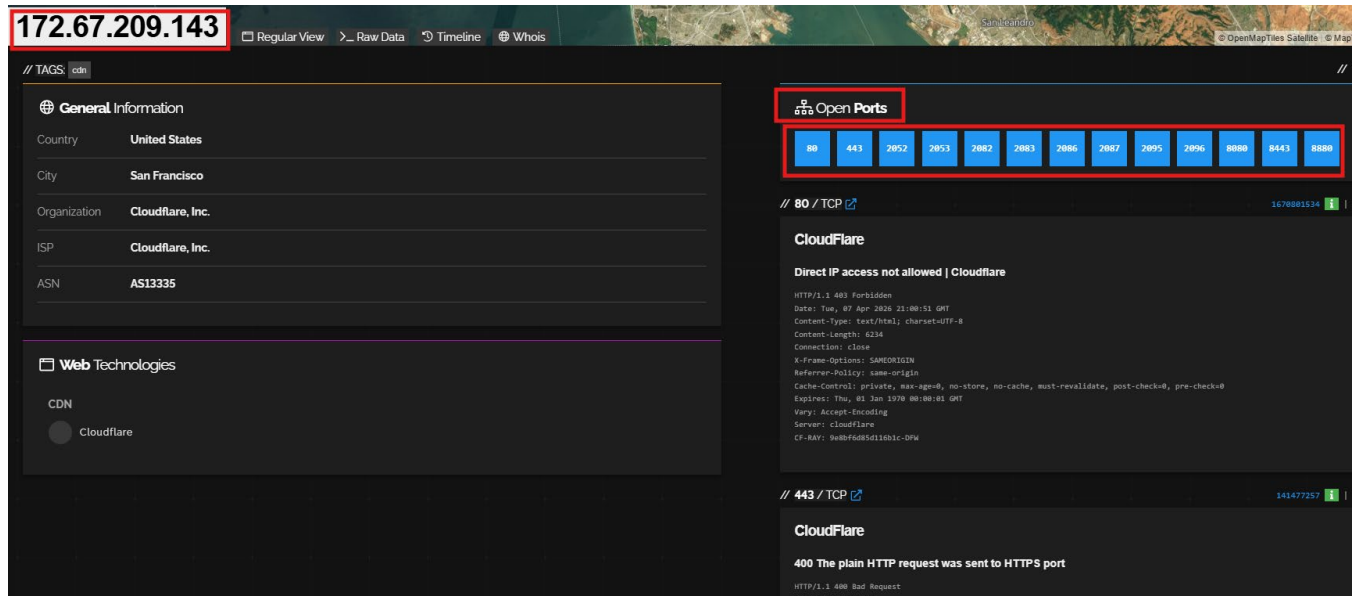 172.67.209.143
Regular View >_ Raw Data Timeline Whois
San Leandro
© OpenMapTiles Satellite © Map
// TAGS: cdn
//
General Information
Country United States
City San Francisco
Organization Cloudflare, Inc.
ISP Cloudflare, Inc.
ASN AS13335
Web Technologies
CDN
Cloudflare
Open Ports
80 443 2052 2053 2082 2083 2086 2087 2095 2096 8080 8443 8880
// 80 / TCP
1670801534 i |
CloudFlare
Direct IP access not allowed | Cloudflare
HTTP/1.1 403 Forbidden
Date: Tue, 07 Apr 2026 21:00:51 GMT
Content-Type: text/html; charset=UTF-8
Content-Length: 6234
Connection: close
X-Frame-Options: SAMEORIGIN
Referrer-Policy: same-origin
Cache-Control: private, max-age=0, no-store, no-cache, must-revalidate, post-check=0, pre-check=0
Expires: Thu, 01 Jan 1970 00:00:01 GMT
Vary: Accept-Encoding
Server: cloudflare
CF-RAY: 9e8bf6d85d116b1c-DFW
// 443 / TCP
141477257 i |
CloudFlare
400 The plain HTTP request was sent to HTTPS port
HTTP/1.1 400 Bad Request